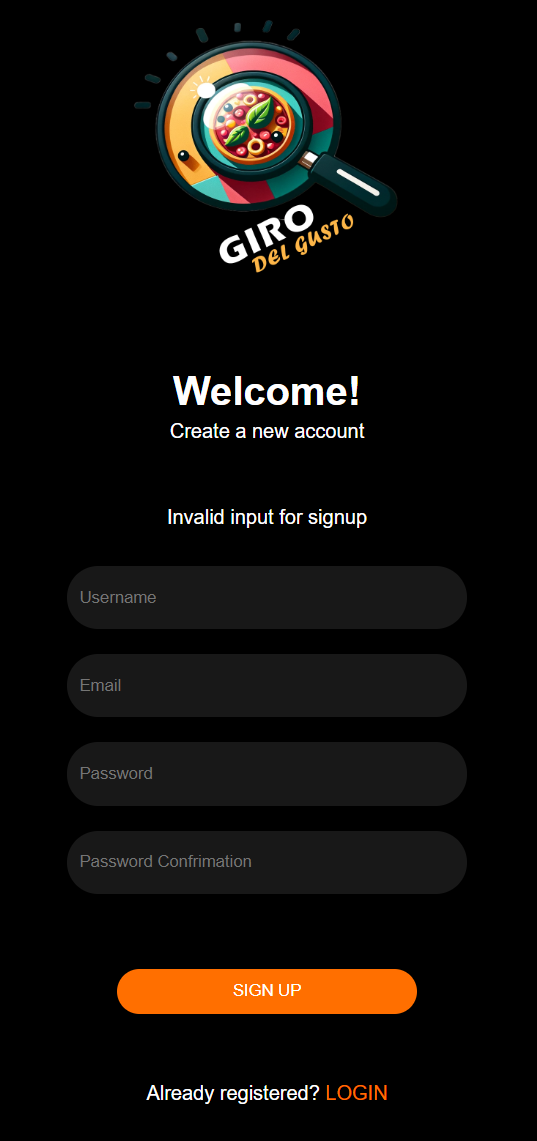 GIRO
DEL GUSTO
Welcome!
Create a new account
Invalid input for signup
Username
Email
Password
Password Confrimation
SIGN UP
Already registered? LOGIN